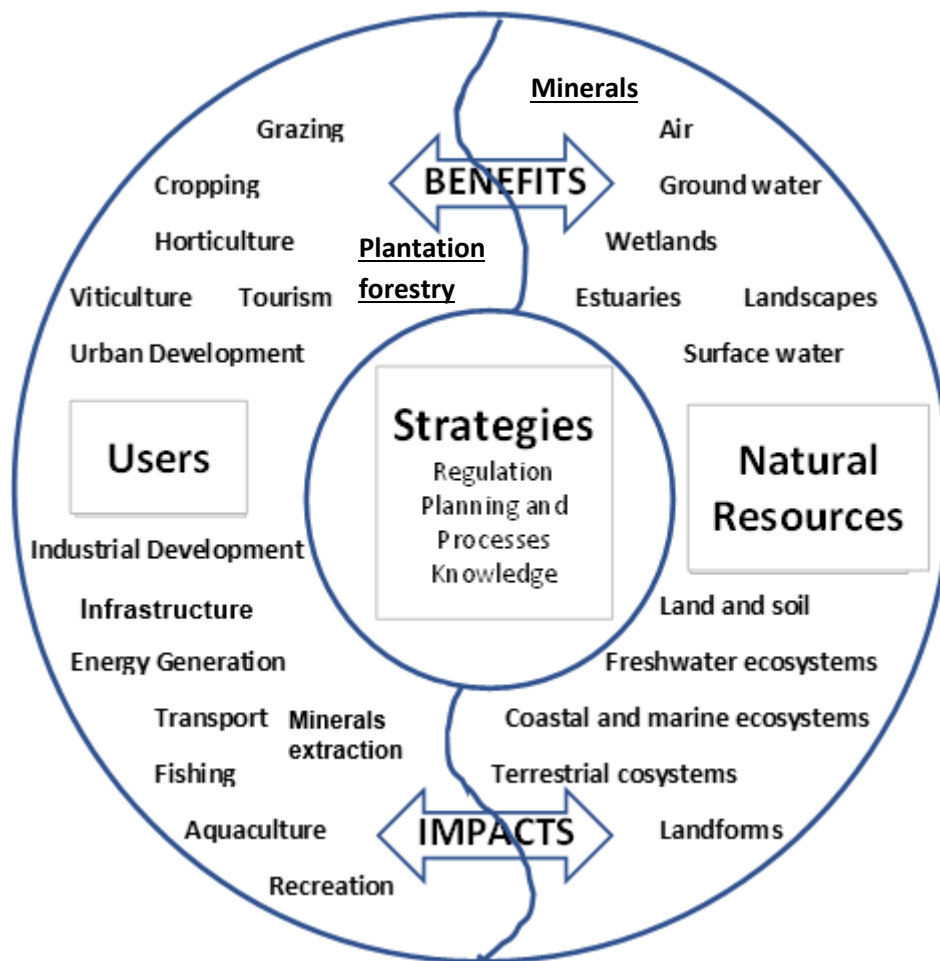 Minerals
Grazing
Air
BENEFITS
Cropping
Ground water
Horticulture
Wetlands
Plantation
forestry
Viticulture
Tourism
Estuaries
Landscapes
Urban Development
Surface water
Users
Strategies
Regulation
Planning and
Processes
Knowledge
Natural
Resources
Industrial Development
Infrastructure
Land and soil
Energy Generation
Freshwater ecosystems
Transport
Minerals
extraction
Coastal and marine ecosystems
Fishing
Terrestrial cosystems
Aquaculture
IMPACTS
Landforms
Recreation